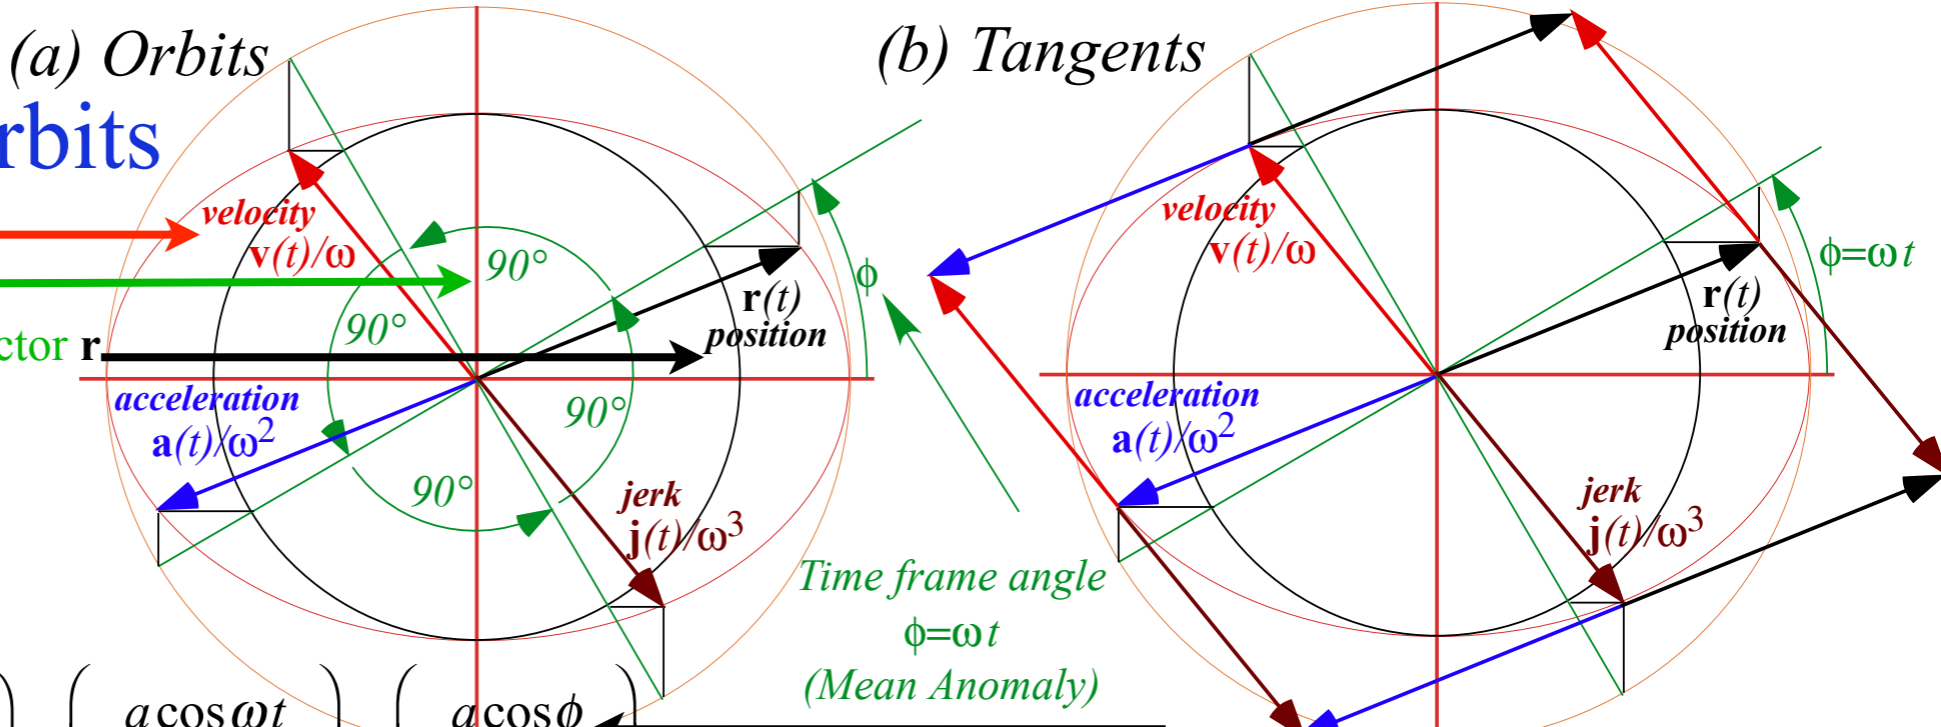 (a) Orbits
rbits
velocity
v(t)/ω
90°
90°
ϕ
r(t)
position
ctor r
acceleration
a(t)/ω²
90°
90°
jerk
j(t)/ω³
Time frame angle
ϕ=ωt
(Mean Anomaly)
a cos ωt
a cos ϕ
(b) Tangents
velocity
v(t)/ω
ϕ=ωt
r(t)
position
acceleration
a(t)/ω²
jerk
j(t)/ω³